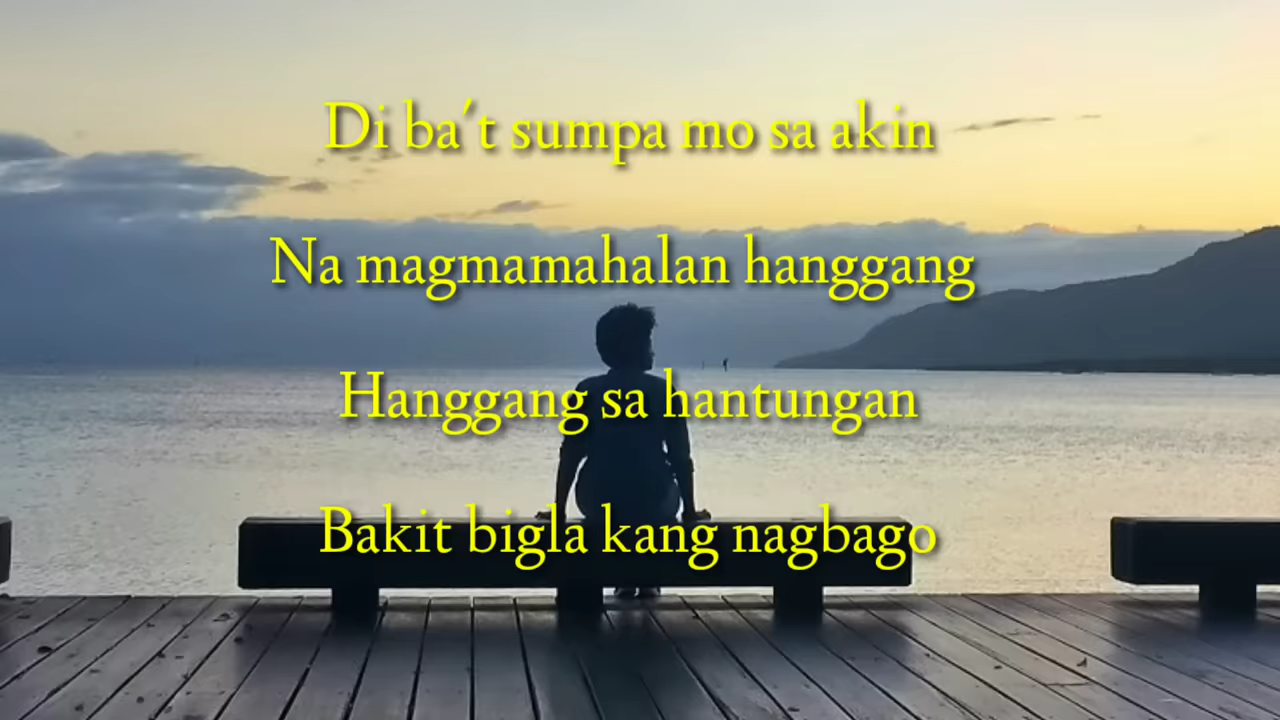 Di ba't sumpa mo sa akin
Na magmamahalan hanggang
Hanggang sa hantungan
Bakit bigla kang nagbago